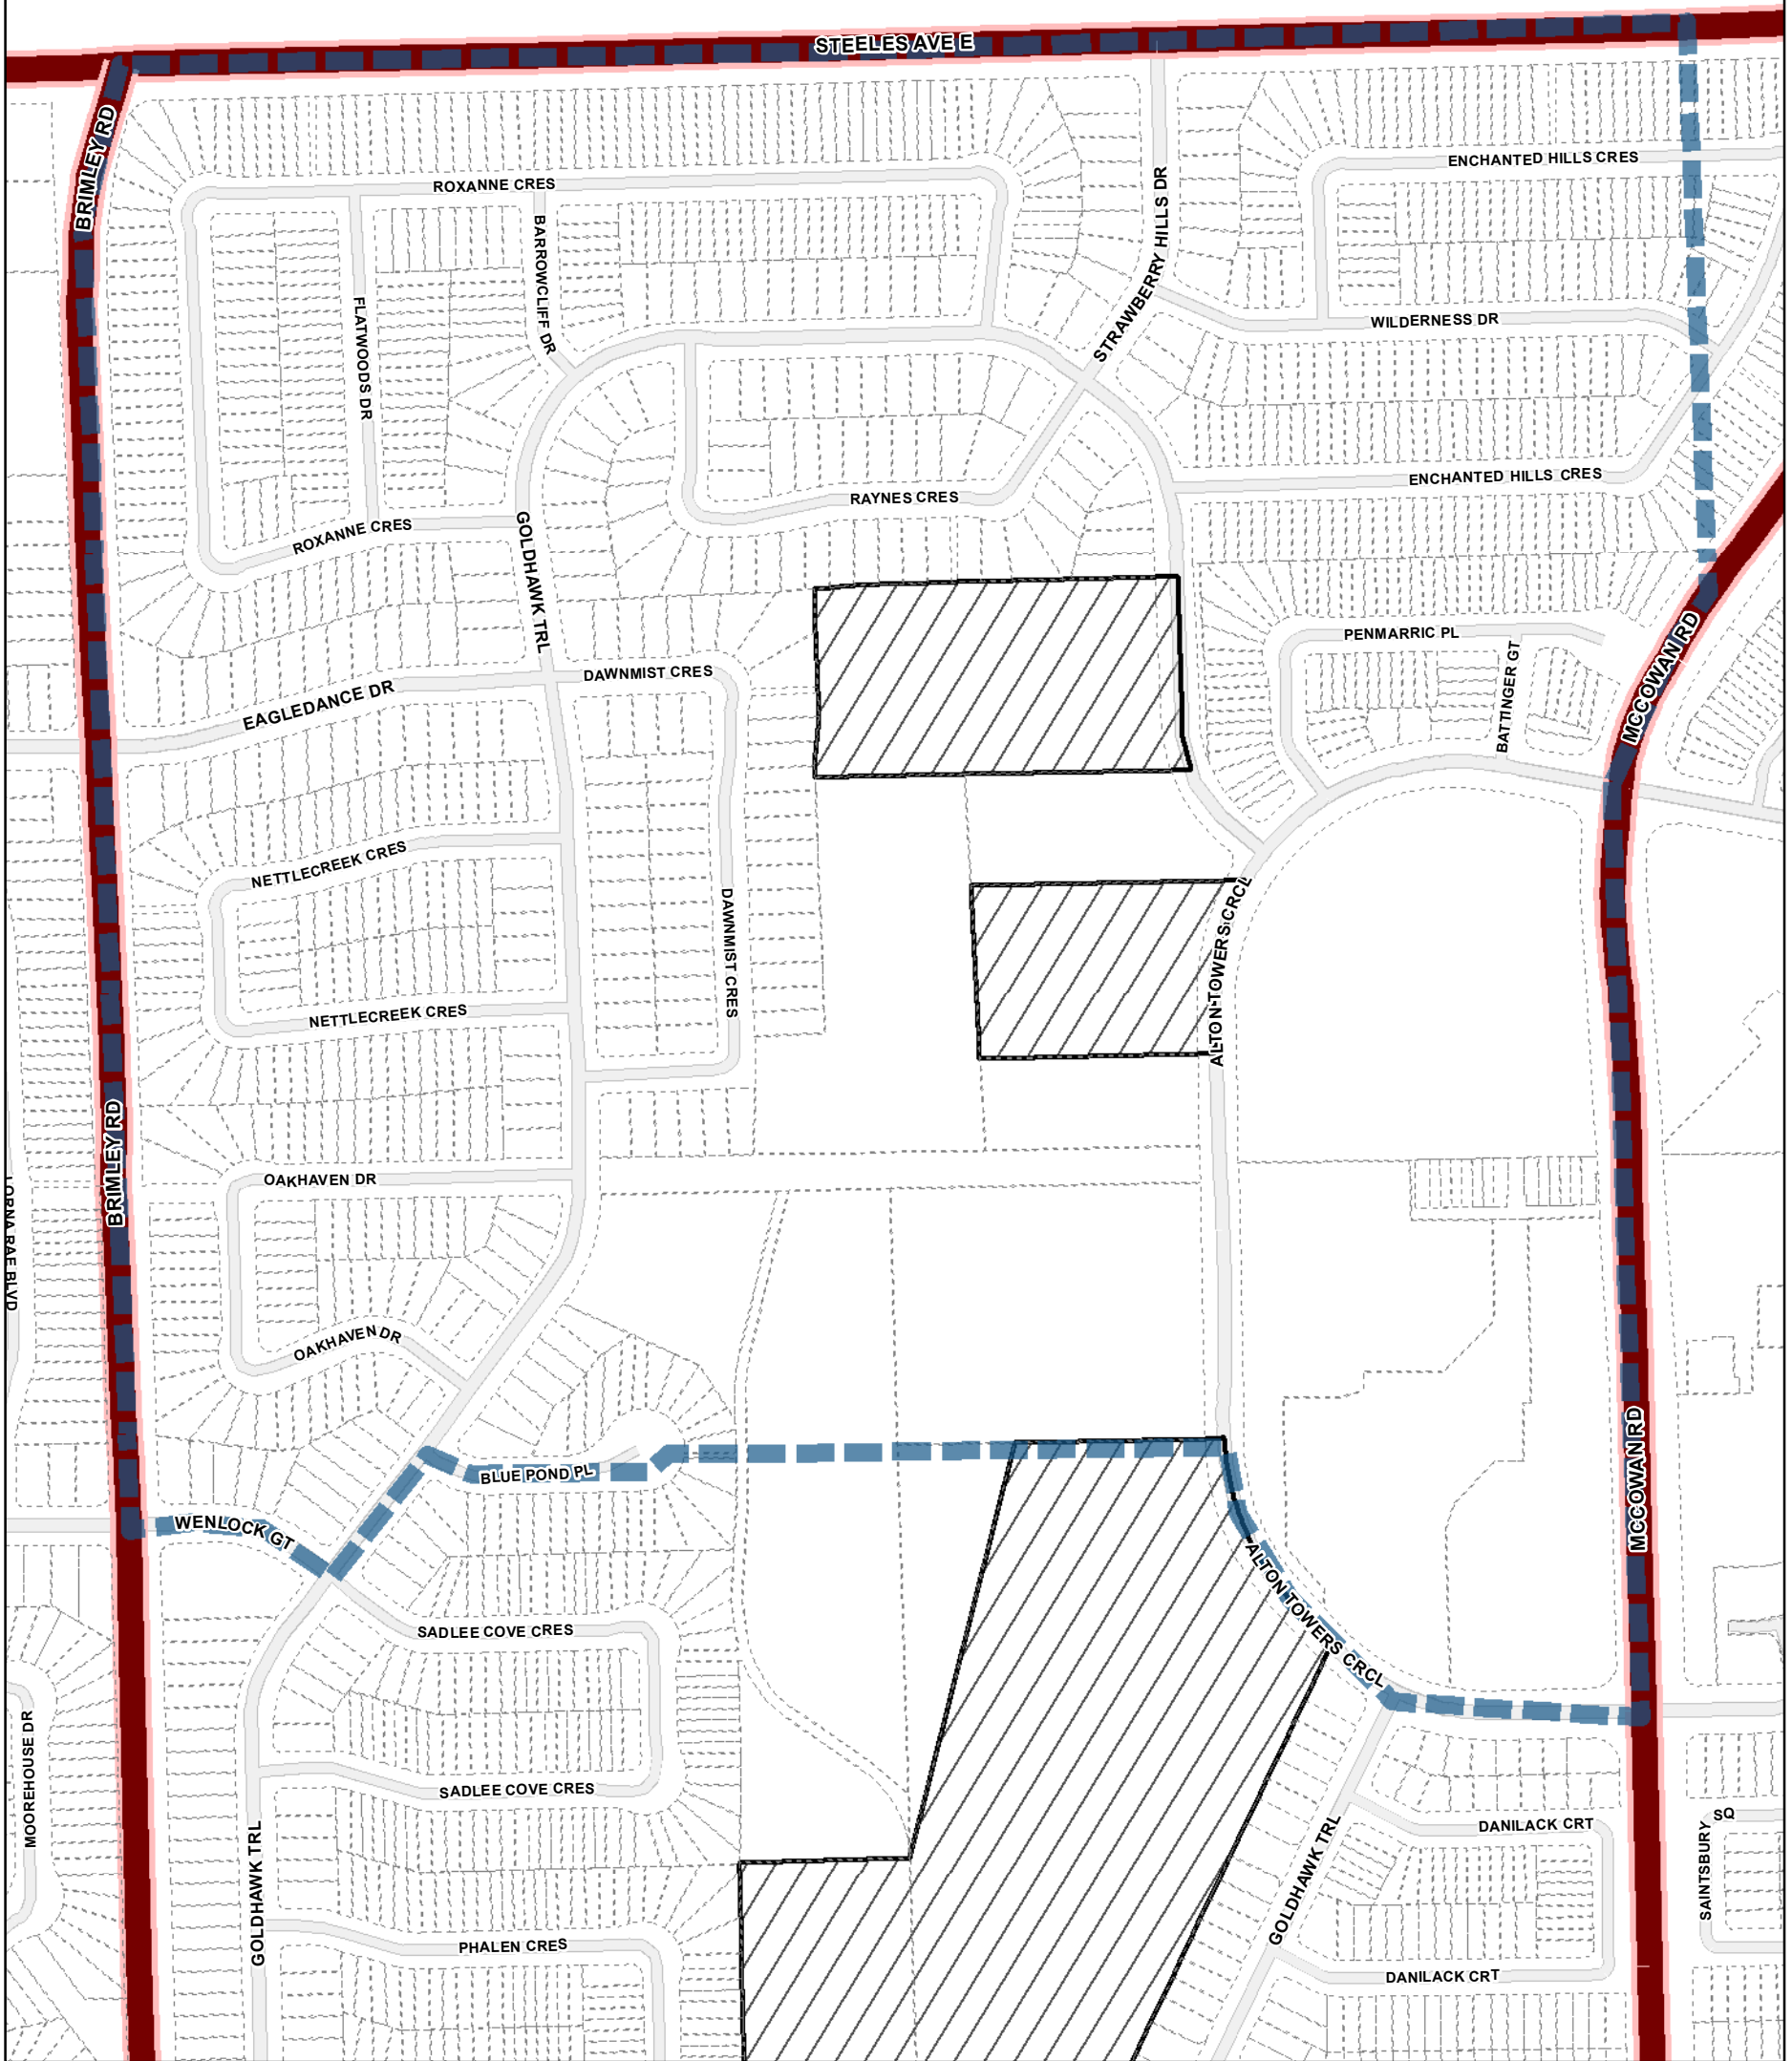 STEELES AVE E
BRIMLEY RD
ENCHANTED HILLS CRES
ROXANNE CRES
STRAWBERRY HILLS DR
BARROWCLIFF DR
FLATWOODS DR
WILDERNESS DR
ENCHANTED HILLS CRES
RAYNES CRES
ROXANNE CRES
GOLDHAWK TRL
PENMARRIC PL
BATTINGER GT
MCCOWAN RD
DAWNMIST CRES
EAGLEDANCE DR
NETTLECREEK CRES
DAWNMIST CRES
ALTON TOWERS CRCL
NETTLECREEK CRES
BRIMLEY RD
OAKHAVEN DR
LORNA RAE BLVD
OAKHAVEN DR
MCCOWAN RD
BLUE POND PL
WENLOCK GT
ALTON TOWERS CRCL
SADLEE COVE CRES
MOOREHOUSE DR
SADLEE COVE CRES
SAINTSBURY SQ
DANILACK CRT
GOLDHAWK TRL
GOLDHAWK TRL
PHALEN CRES
DANILACK CRT